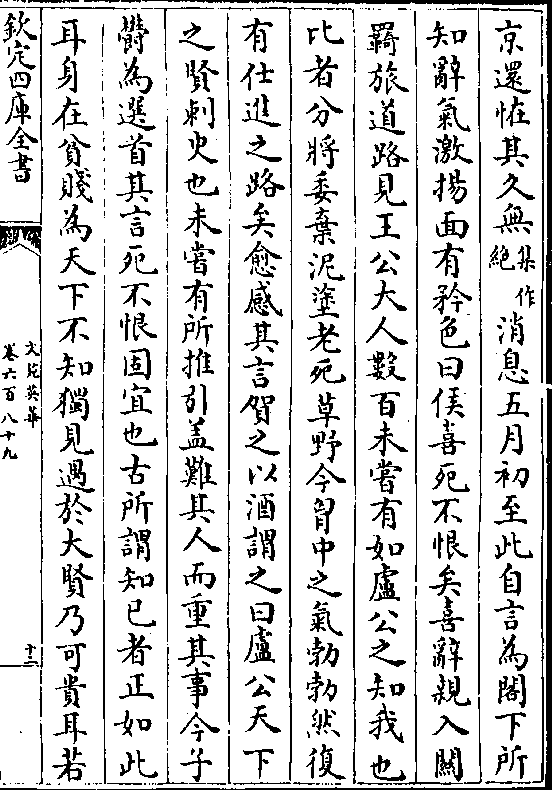 京還怪其久無集作絶消息五月初至此自言為閣下所
知辭氣激揚面有矜色曰侯喜死不恨矣喜辭親入關
羇旅道路見王公大人數百未嘗有如盧公之知我也
比者分將委棄泥塗老死草野今胷中之氣勃勃然復
有仕進之路矣愈感其言賀之以酒謂之曰盧公天下
之賢刺史也未嘗有所推引盖難其人而重其事今子
欝為選首其言死不恨固宜也古所謂知已者正如此
耳身在貧賤為天下不知獨見遇於大賢乃可貴耳若
欽定四庫全書
文苑英華
卷六百八十九
十二